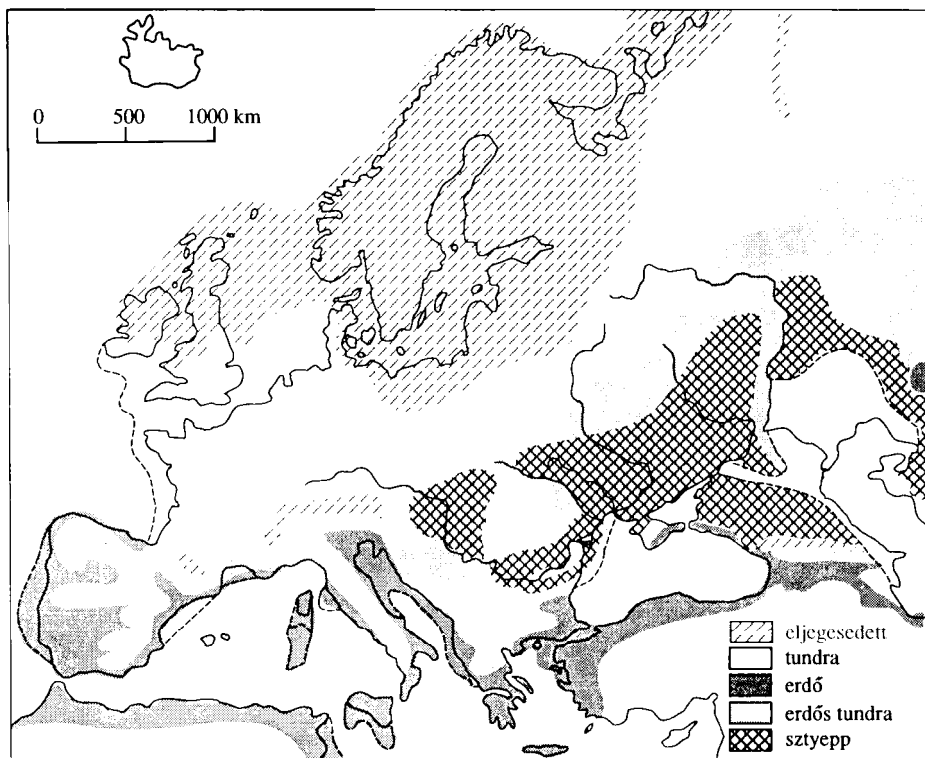 0 500 1000 km
eljegesedett
tundra
erdő
erdős tundra
sztyepp